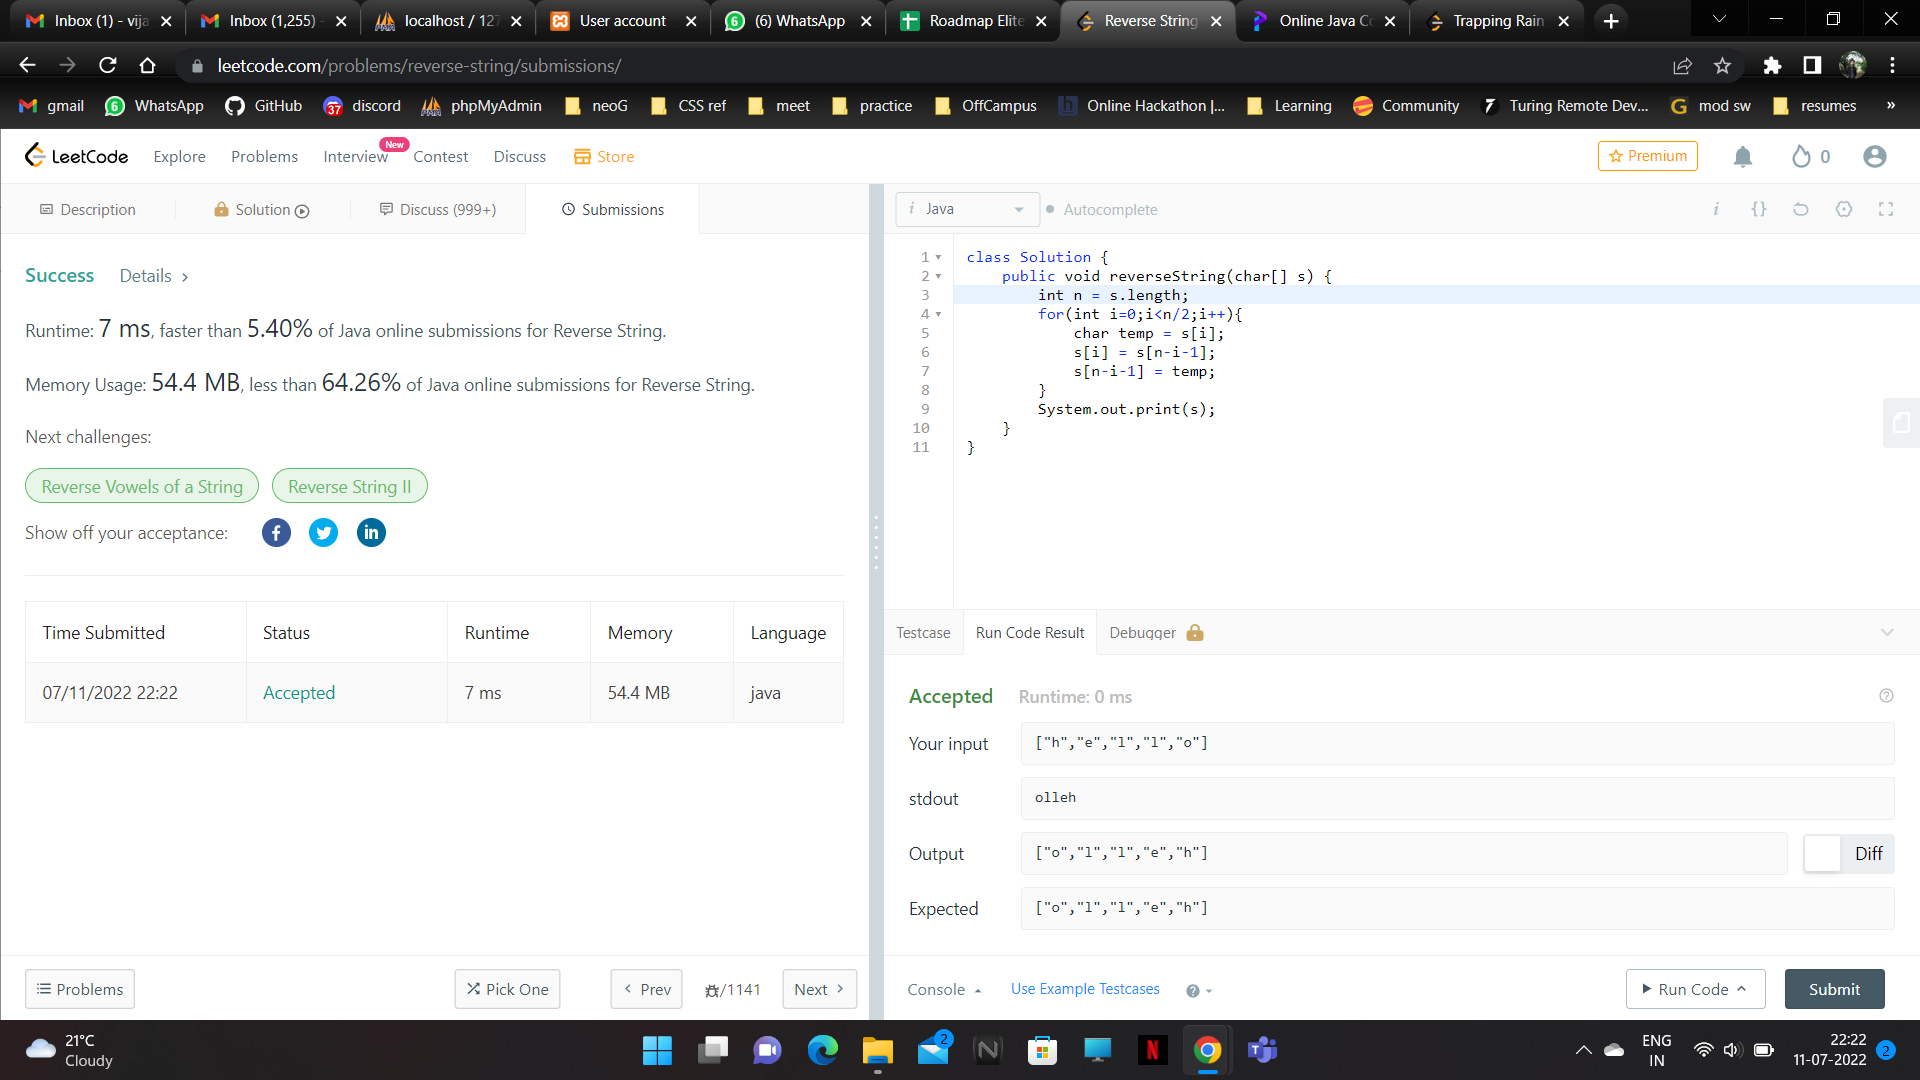 Inbox (1) - vija
Inbox (1,255) -
localhost / 127
User account
(6) WhatsApp
Roadmap Elite
Reverse String
Online Java Co
Trapping Rain
leetcode.com/problems/reverse-string/submissions/
gmail
WhatsApp
GitHub
37
discord
phpMyAdmin
neoG
CSS ref
meet
practice
OffCampus
Online Hackathon |...
Learning
Community
Turing Remote Dev...
mod sw
resumes
»
LeetCode
Explore
Problems
Interview
New
Contest
Discuss
Store
Premium
0
Description
Solution
Discuss (999+)
Submissions
Success
Details >
Runtime: 7 ms, faster than 5.40% of Java online submissions for Reverse String.
Memory Usage: 54.4 MB, less than 64.26% of Java online submissions for Reverse String.
Next challenges:
Reverse Vowels of a String
Reverse String II
Show off your acceptance:
Time Submitted
Status
Runtime
Memory
Language
07/11/2022 22:22
Accepted
7 ms
54.4 MB
java
Problems
Pick One
Prev
/1141
Next
i Java
Autocomplete
i
{}
1 class Solution {
2 public void reverseString(char[] s) {
3 int n = s.length;
4 for(int i=0;i<n/2;i++){
5 char temp = s[i];
6 s[i] = s[n-i-1];
7 s[n-i-1] = temp;
8 }
9 System.out.print(s);
10 }
11 }
Testcase
Run Code Result
Debugger
Accepted
Runtime: 0 ms
Your input
["h","e","l","l","o"]
stdout
olleh
Output
["o","l","l","e","h"]
Diff
Expected
["o","l","l","e","h"]
Console
Use Example Testcases
Run Code
Submit
21°C
Cloudy
2
ENG
IN
22:22
11-07-2022
2